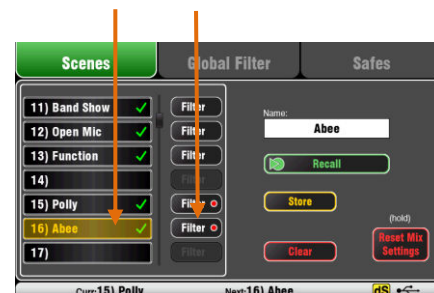 Scenes
Global Filter
Safes
11) Band Show
Filter
12) Open Mic
Filter
13) Function
Filter
14)
Filter
15) Polly
Filter
16) Abee
Filter
17)
Filter
Name:
Abee
Recall
Store
(hold)
Clear
Reset Mix
Settings
Curr:15) Polly
Next:16) Abee
dS